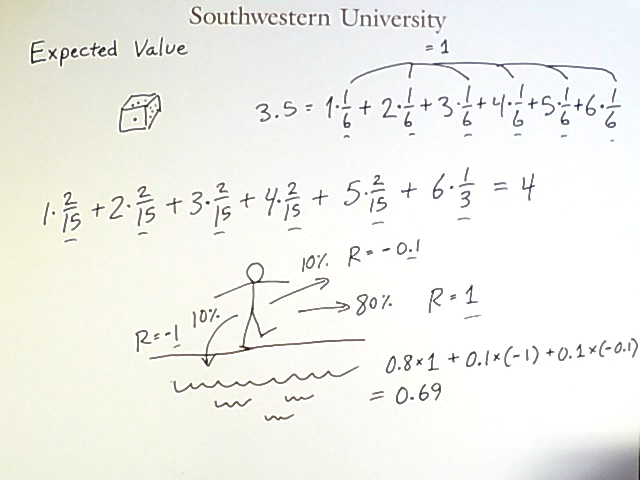 Southwestern University
Expected Value
= 1
3.5 = 1·1/6 + 2·1/6 + 3·1/6 + 4·1/6 + 5·1/6 + 6·1/6
1·2/15 + 2·2/15 + 3·2/15 + 4·2/15 + 5·2/15 + 6·1/3 = 4
10% R = -0.1
80% R = 1
R = -1 10%
0.8×1 + 0.1×(-1) + 0.1×(-0.1)
= 0.69